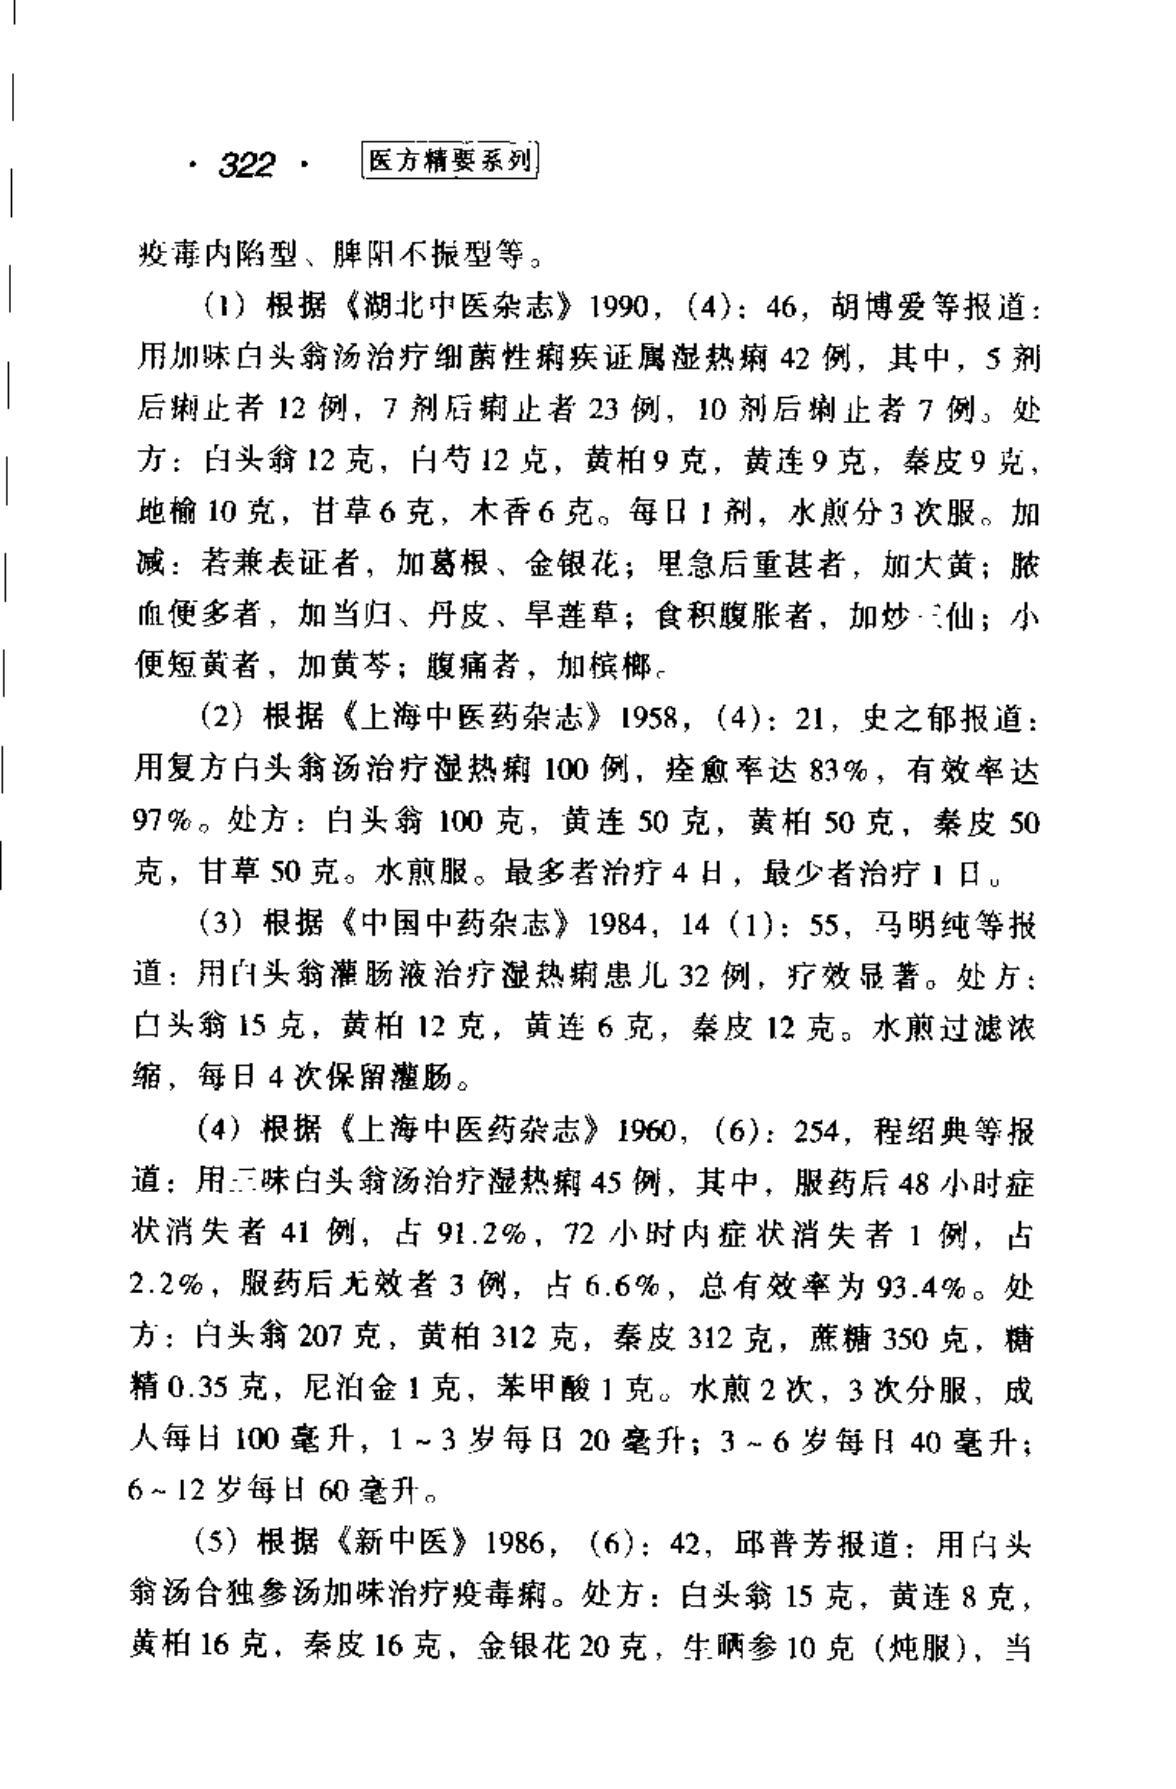 · 322 · 医方精要系列
疫毒内陷型、脾阳不振型等。
（1）根据《湖北中医杂志》1990，（4）：46，胡博爱等报道：
用加味白头翁汤治疗细菌性痢疾证属湿热痢 42 例，其中，5 剂
后痢止者 12 例，7 剂后痢止者 23 例，10 剂后痢止者 7 例。处
方：白头翁 12 克，白芍 12 克，黄柏 9 克，黄连 9 克，秦皮 9 克，
地榆 10 克，甘草 6 克，木香 6 克。每日 1 剂，水煎分 3 次服。加
减：若兼表证者，加葛根、金银花；里急后重甚者，加大黄；脓
血便多者，加当归、丹皮、旱莲草；食积腹胀者，加炒三仙；小
便短黄者，加黄芩；腹痛者，加槟榔。
（2）根据《上海中医药杂志》1958，（4）：21，史之郁报道：
用复方白头翁汤治疗湿热痢 100 例，痊愈率达 83%，有效率达
97%。处方：白头翁 100 克，黄连 50 克，黄柏 50 克，秦皮 50
克，甘草 50 克。水煎服。最多者治疗 4 日，最少者治疗 1 日。
（3）根据《中国中药杂志》1984，14（1）：55，马明纯等报
道：用白头翁灌肠液治疗湿热痢患儿 32 例，疗效显著。处方：
白头翁 15 克，黄柏 12 克，黄连 6 克，秦皮 12 克。水煎过滤浓
缩，每日 4 次保留灌肠。
（4）根据《上海中医药杂志》1960，（6）：254，程绍典等报
道：用三味白头翁汤治疗湿热痢 45 例，其中，服药后 48 小时症
状消失者 41 例，占 91.2%，72 小时内症状消失者 1 例，占
2.2%，服药后无效者 3 例，占 6.6%，总有效率为 93.4%。处
方：白头翁 207 克，黄柏 312 克，秦皮 312 克，蔗糖 350 克，糖
精 0.35 克，尼泊金 1 克，苯甲酸 1 克。水煎 2 次，3 次分服，成
人每日 100 毫升，1～3 岁每日 20 毫升；3～6 岁每日 40 毫升；
6～12 岁每日 60 毫升。
（5）根据《新中医》1986，（6）：42，邱普芳报道：用白头
翁汤合独参汤加味治疗疫毒痢。处方：白头翁 15 克，黄连 8 克，
黄柏 16 克，秦皮 16 克，金银花 20 克，生晒参 10 克（炖服），当